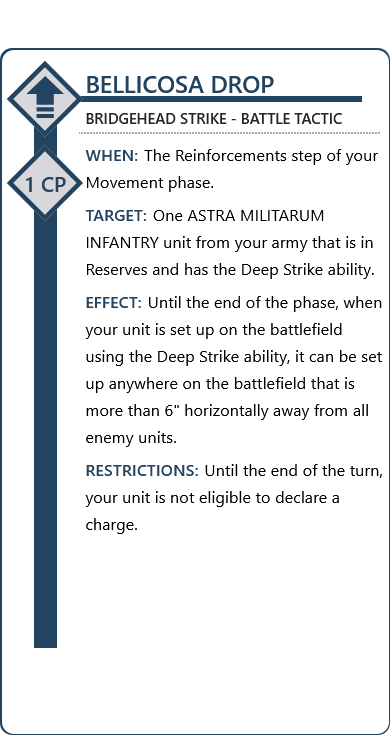 BELLICOSA DROP
BRIDGEHEAD STRIKE - BATTLE TACTIC
WHEN: The Reinforcements step of your
1 CP
Movement phase.
TARGET: One ASTRA MILITARUM
INFANTRY unit from your army that is in
Reserves and has the Deep Strike ability.
EFFECT: Until the end of the phase, when
your unit is set up on the battlefield
using the Deep Strike ability, it can be set
up anywhere on the battlefield that is
more than 6" horizontally away from all
enemy units.
RESTRICTIONS: Until the end of the turn,
your unit is not eligible to declare a
charge.